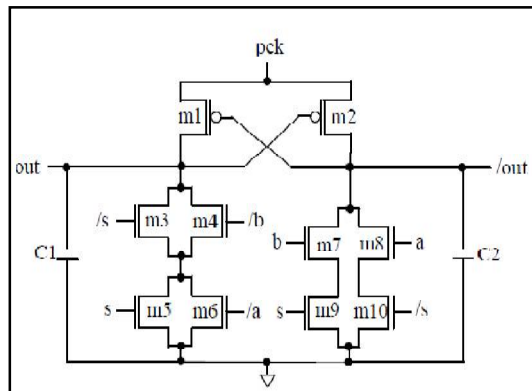 pck
m1 m2
out /out
/s m3 m4 /b
b m7 m8 a
C1 C2
s m5 m6 /a
s m9 m10 /s